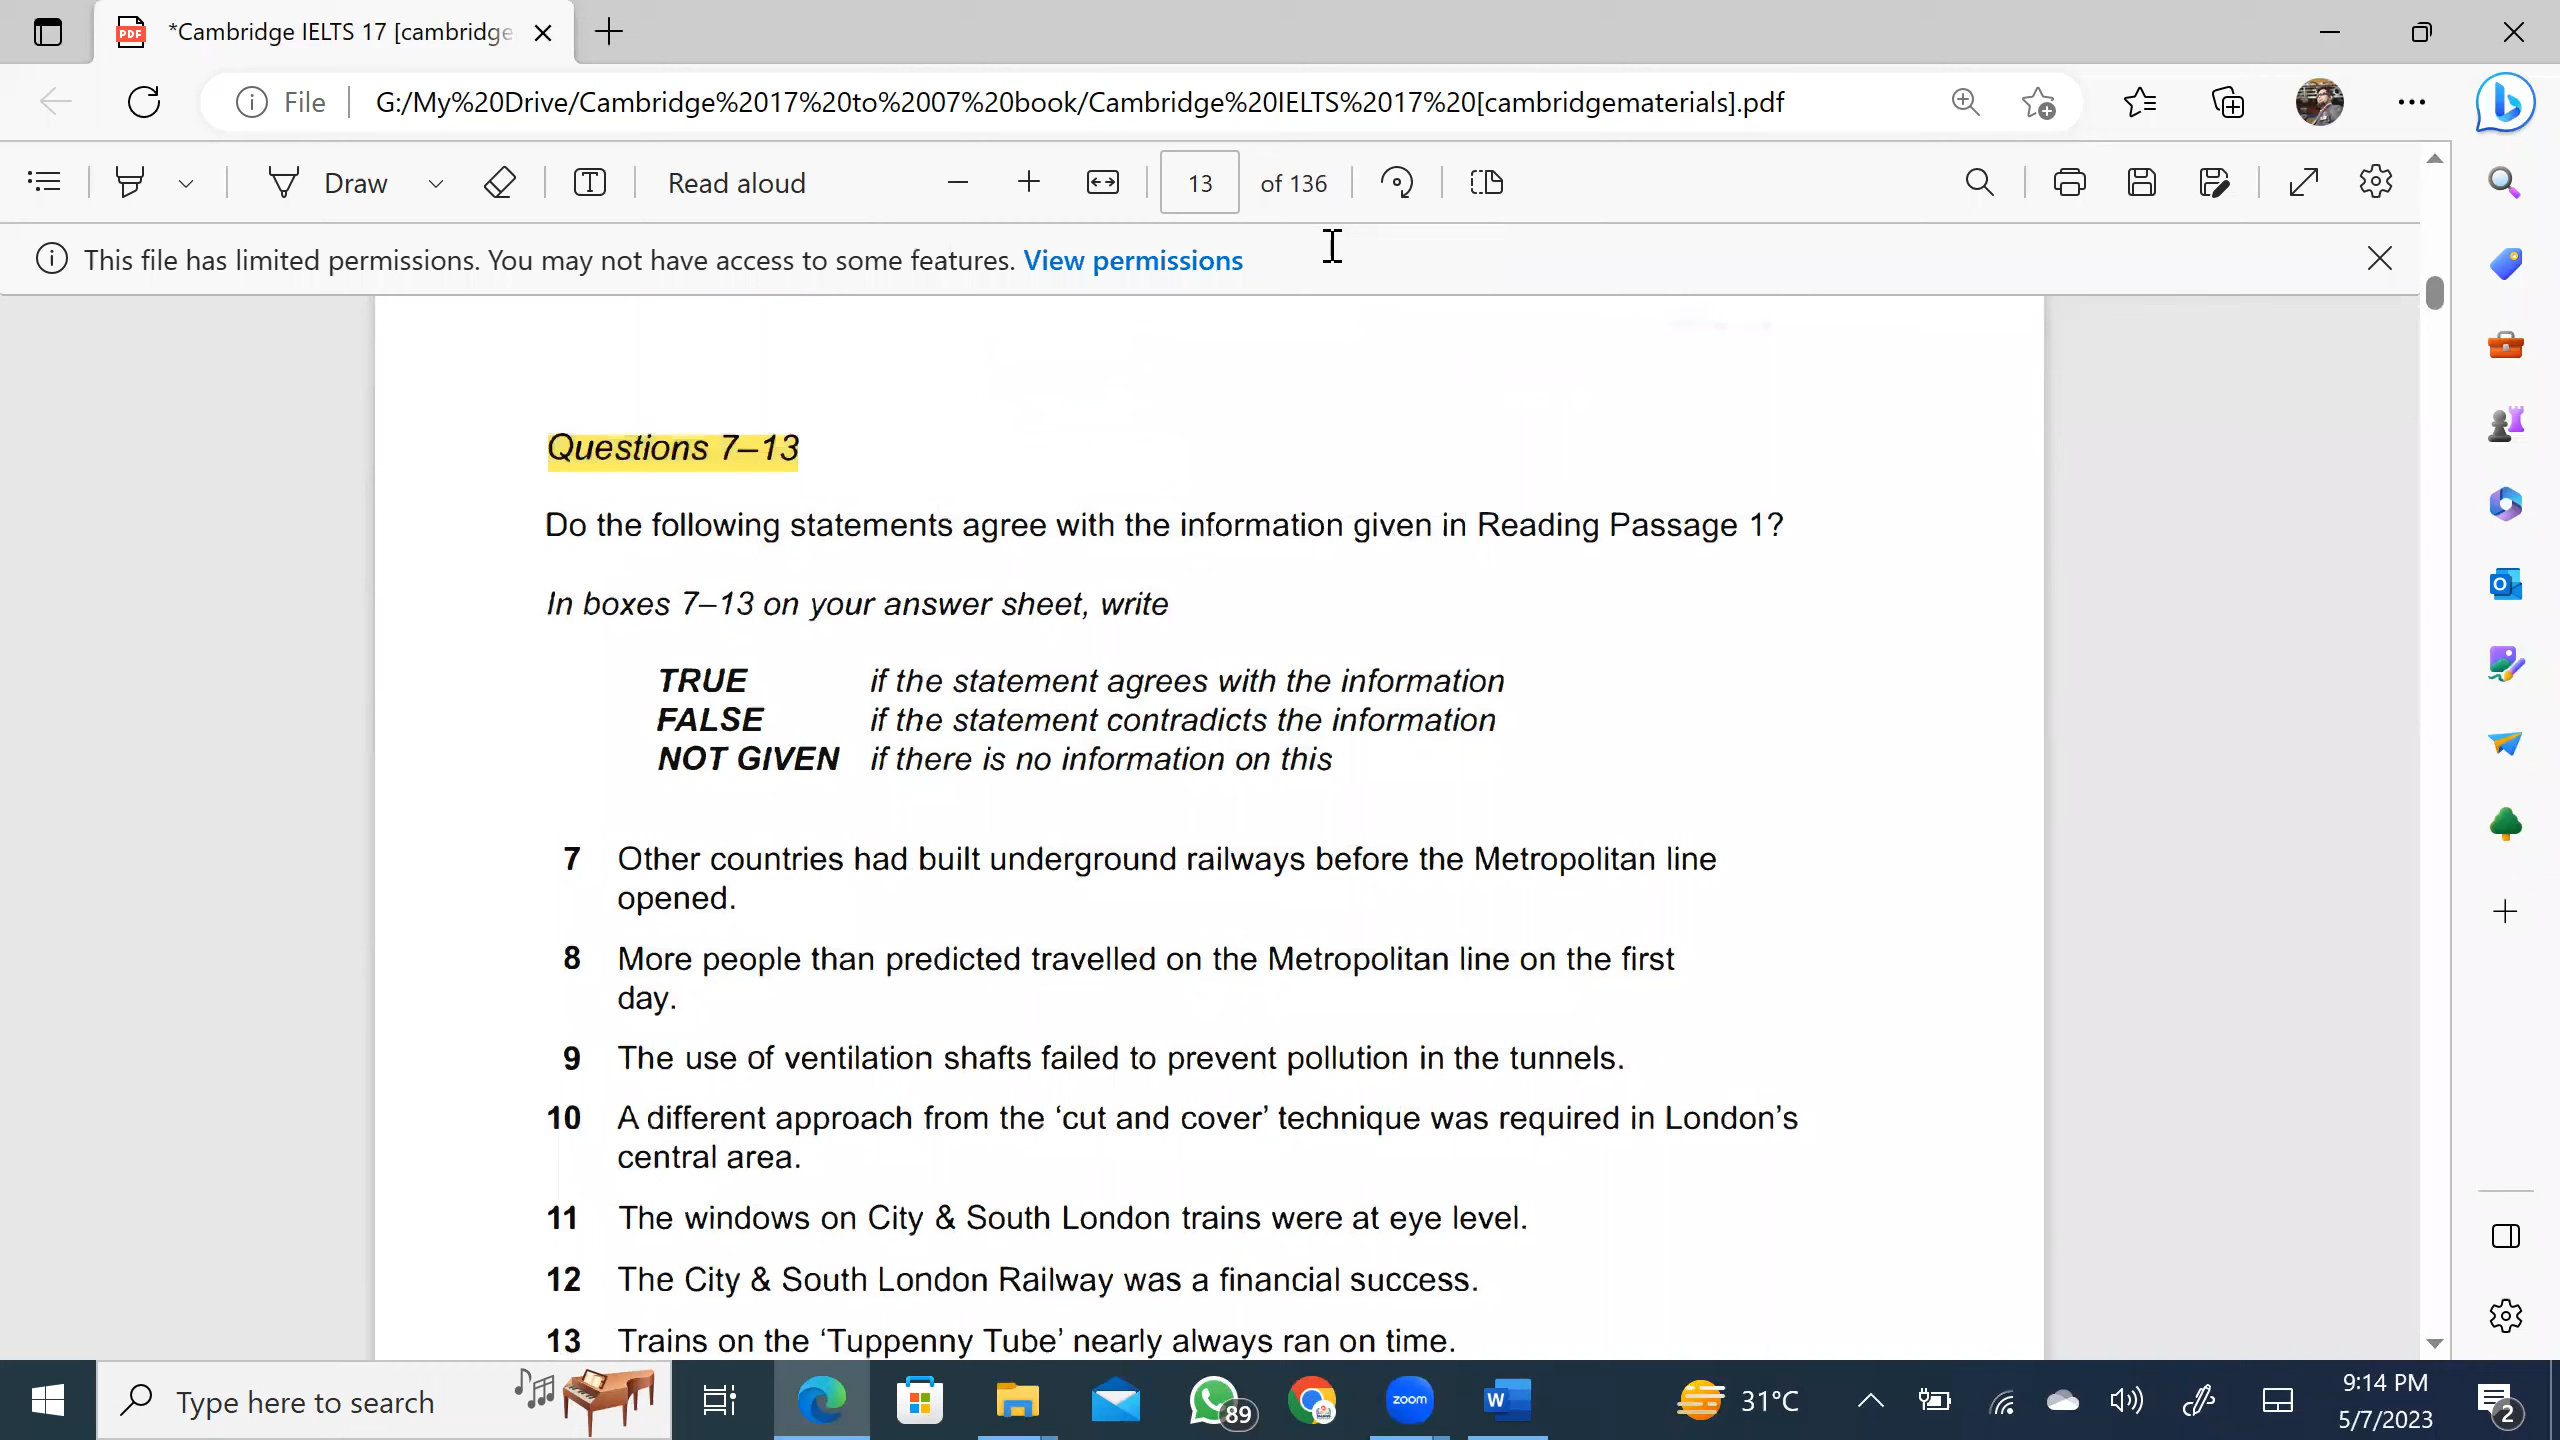 *Cambridge IELTS 17 [cambridge
File
G:/My%20Drive/Cambridge%2017%20to%2007%20book/Cambridge%20IELTS%2017%20[cambridgematerials].pdf
Draw
Read aloud
13 of 136
This file has limited permissions. You may not have access to some features. View permissions
Questions 7–13
Do the following statements agree with the information given in Reading Passage 1?
In boxes 7–13 on your answer sheet, write
TRUE if the statement agrees with the information
FALSE if the statement contradicts the information
NOT GIVEN if there is no information on this
7 Other countries had built underground railways before the Metropolitan line
opened.
8 More people than predicted travelled on the Metropolitan line on the first
day.
9 The use of ventilation shafts failed to prevent pollution in the tunnels.
10 A different approach from the ‘cut and cover’ technique was required in London’s
central area.
11 The windows on City & South London trains were at eye level.
12 The City & South London Railway was a financial success.
13 Trains on the ‘Tuppenny Tube’ nearly always ran on time.
Type here to search
89
zoom
W
31°C
9:14 PM
5/7/2023
2